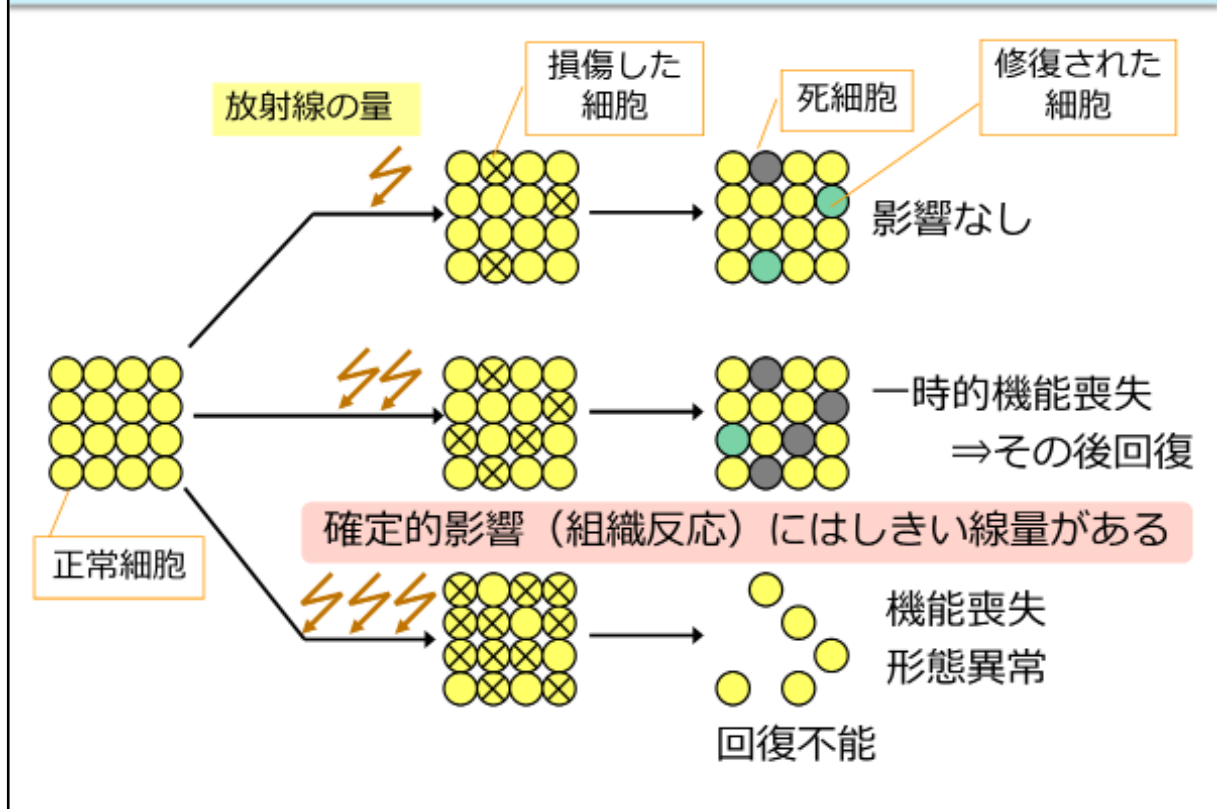 放射線の量
損傷した
細胞
死細胞
修復された
細胞
影響なし
一時的機能喪失
⇒その後回復
確定的影響（組織反応）にはしきい線量がある
正常細胞
機能喪失
形態異常
回復不能